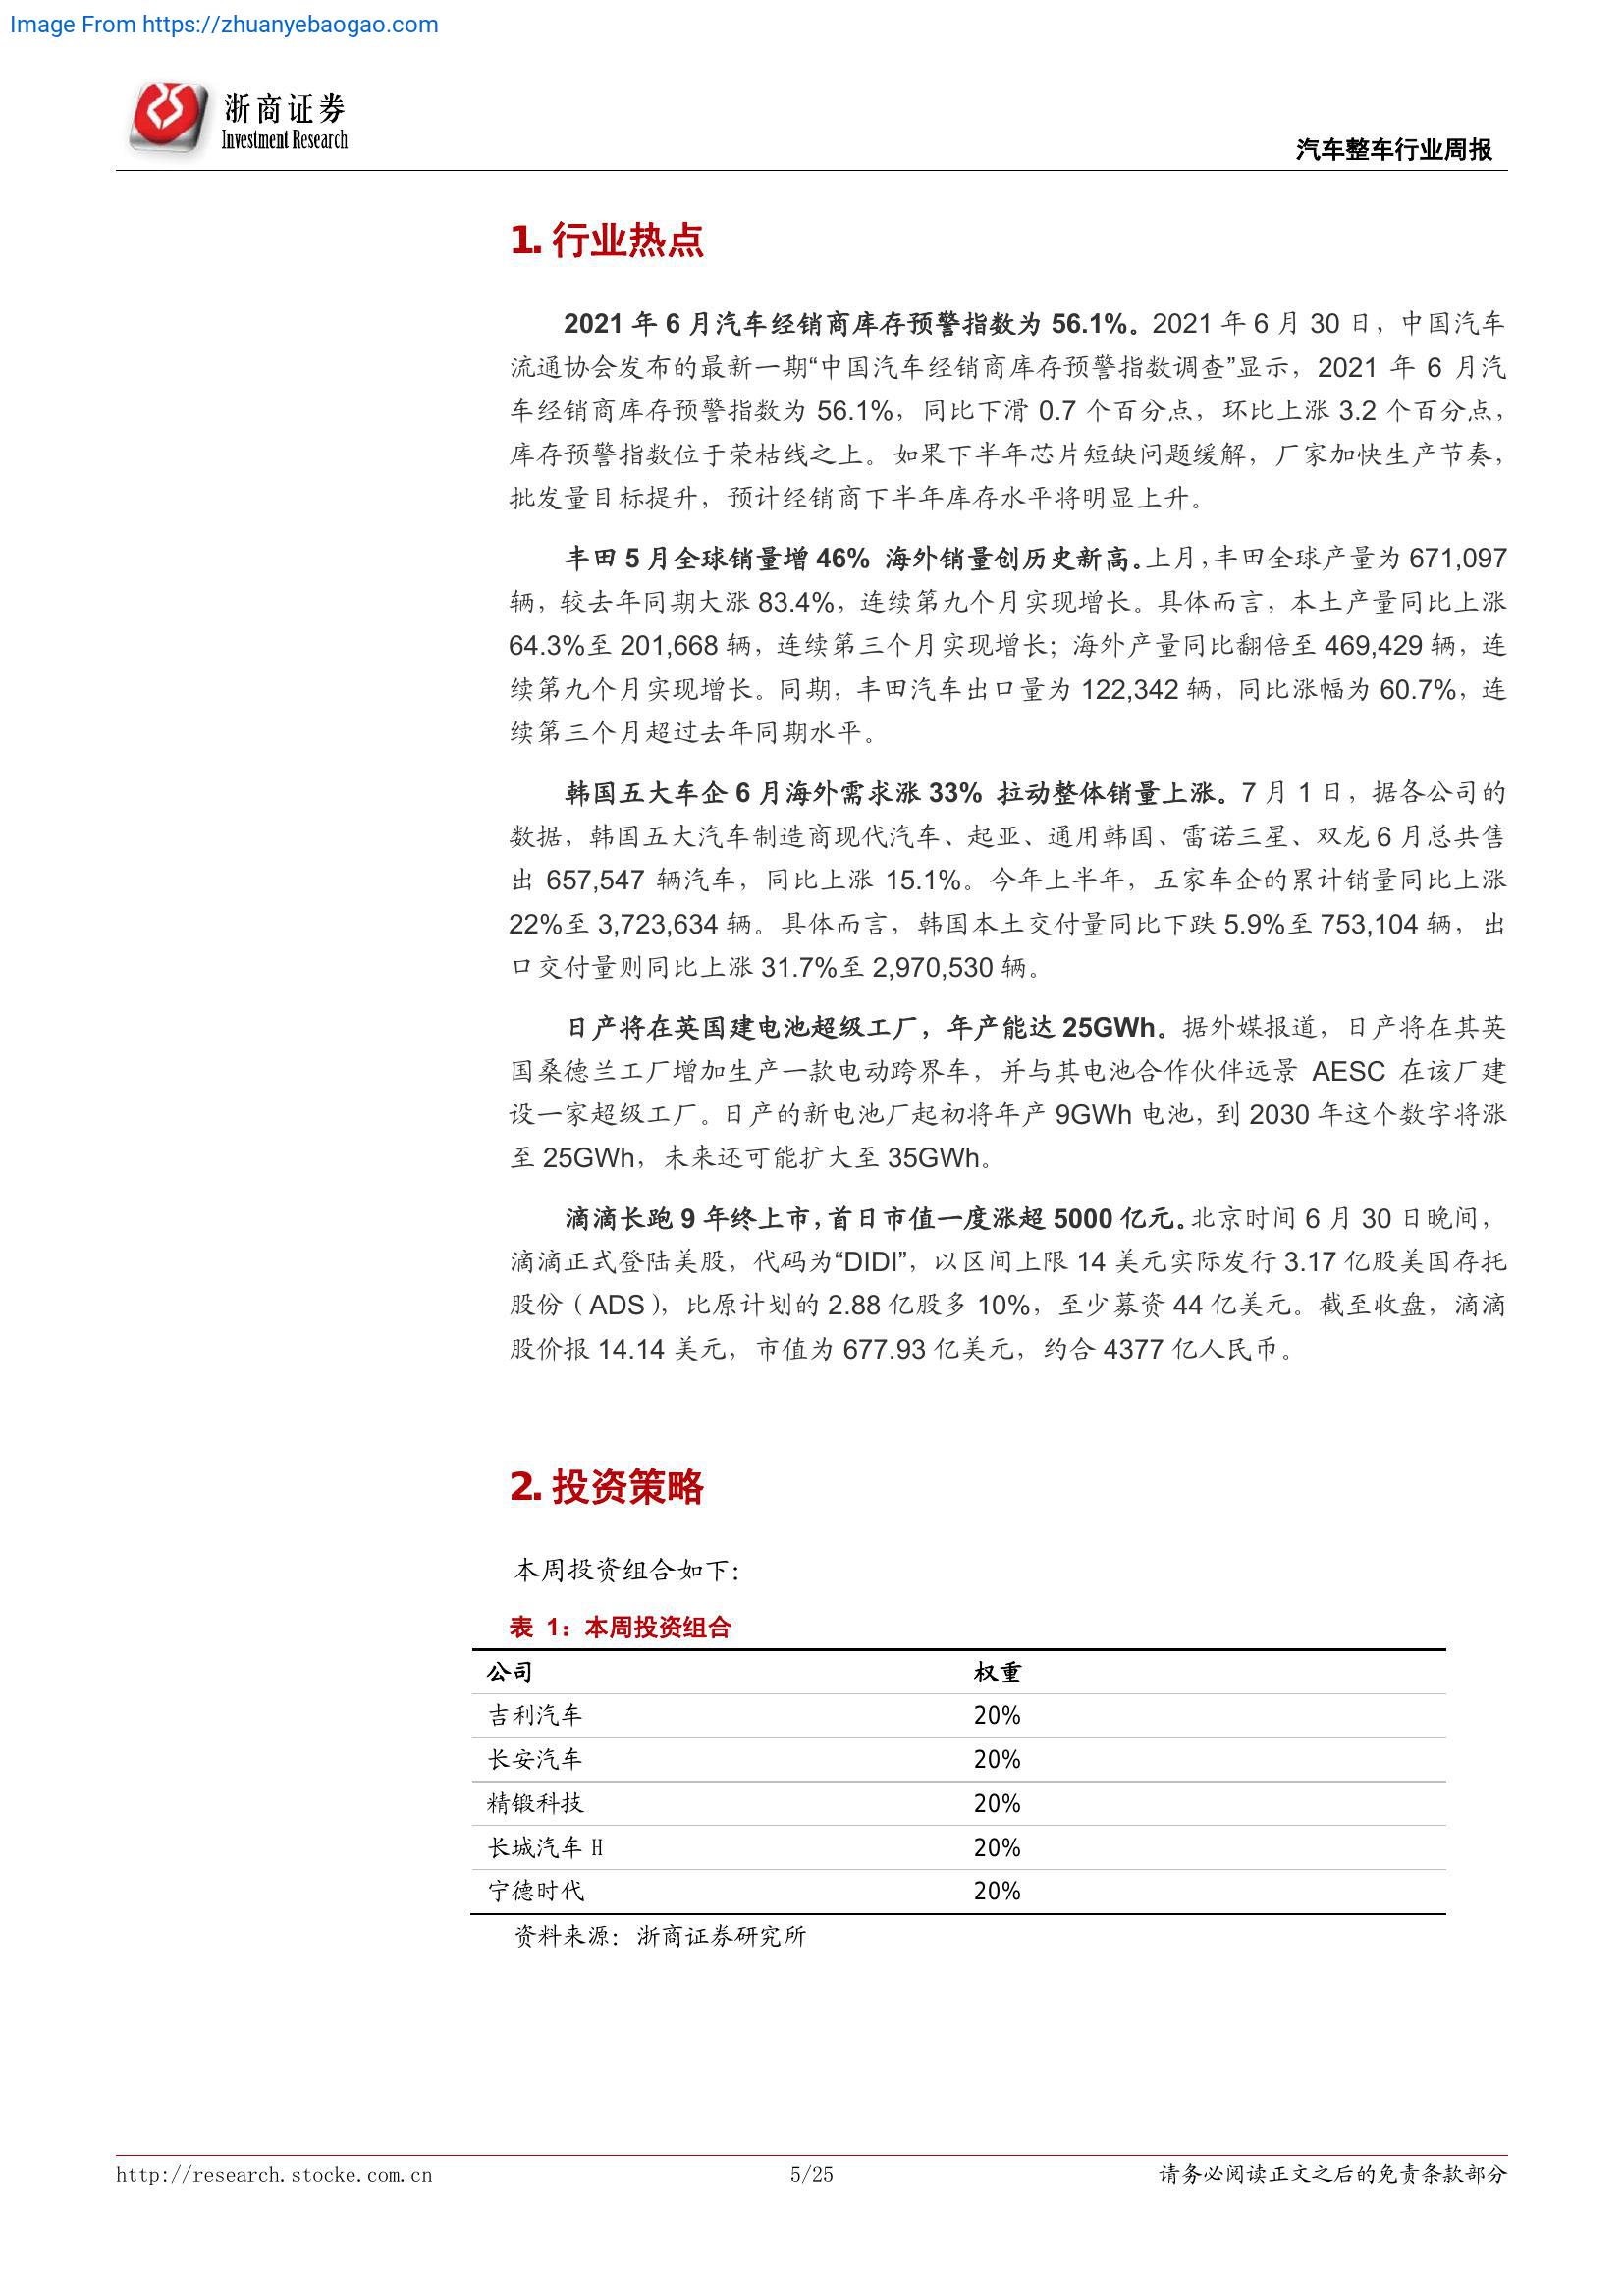 Image From https://zhuanyebaogao.com
浙商证券
Investment Research
汽车整车行业周报
1. 行业热点
2021 年 6 月汽车经销商库存预警指数为 56.1%。2021 年 6 月 30 日，中国汽车
流通协会发布的最新一期“中国汽车经销商库存预警指数调查”显示，2021 年 6 月汽
车经销商库存预警指数为 56.1%，同比下滑 0.7 个百分点，环比上涨 3.2 个百分点，
库存预警指数位于荣枯线之上。如果下半年芯片短缺问题缓解，厂家加快生产节奏，
批发量目标提升，预计经销商下半年库存水平将明显上升。
丰田 5 月全球销量增 46% 海外销量创历史新高。上月，丰田全球产量为 671,097
辆，较去年同期大涨 83.4%，连续第九个月实现增长。具体而言，本土产量同比上涨
64.3%至 201,668 辆，连续第三个月实现增长；海外产量同比翻倍至 469,429 辆，连
续第九个月实现增长。同期，丰田汽车出口量为 122,342 辆，同比涨幅为 60.7%，连
续第三个月超过去年同期水平。
韩国五大车企 6 月海外需求涨 33% 拉动整体销量上涨。7 月 1 日，据各公司的
数据，韩国五大汽车制造商现代汽车、起亚、通用韩国、雷诺三星、双龙 6 月总共售
出 657,547 辆汽车，同比上涨 15.1%。今年上半年，五家车企的累计销量同比上涨
22%至 3,723,634 辆。具体而言，韩国本土交付量同比下跌 5.9%至 753,104 辆，出
口交付量则同比上涨 31.7%至 2,970,530 辆。
日产将在英国建电池超级工厂，年产能达 25GWh。据外媒报道，日产将在其英
国桑德兰工厂增加生产一款电动跨界车，并与其电池合作伙伴远景 AESC 在该厂建
设一家超级工厂。日产的新电池厂起初将年产 9GWh 电池，到 2030 年这个数字将涨
至 25GWh，未来还可能扩大至 35GWh。
滴滴长跑 9 年终上市，首日市值一度涨超 5000 亿元。北京时间 6 月 30 日晚间，
滴滴正式登陆美股，代码为“DIDI”，以区间上限 14 美元实际发行 3.17 亿股美国存托
股份（ADS），比原计划的 2.88 亿股多 10%，至少募资 44 亿美元。截至收盘，滴滴
股价报 14.14 美元，市值为 677.93 亿美元，约合 4377 亿人民币。
2. 投资策略
本周投资组合如下：
表 1：本周投资组合
公司 权重
吉利汽车 20%
长安汽车 20%
精锻科技 20%
长城汽车 H 20%
宁德时代 20%
资料来源：浙商证券研究所
http://research.stocke.com.cn 5/25 请务必阅读正文之后的免责条款部分